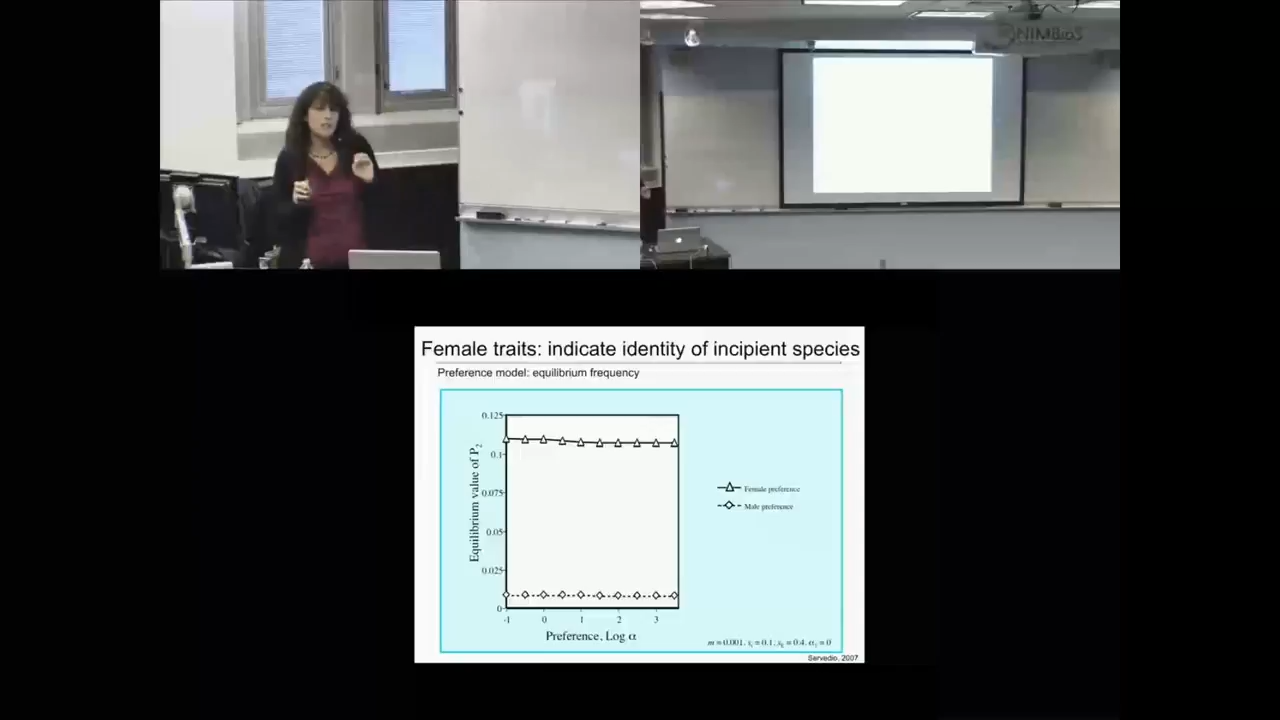 NIMBioS
Female traits: indicate identity of incipient species
Preference model: equilibrium frequency
0.125
0.1
0.075
0.05
0.025
0
Equilibrium value of P2
-1 0 1 2 3
Preference, Log α
Female preference
Male preference
Servedio, 2007